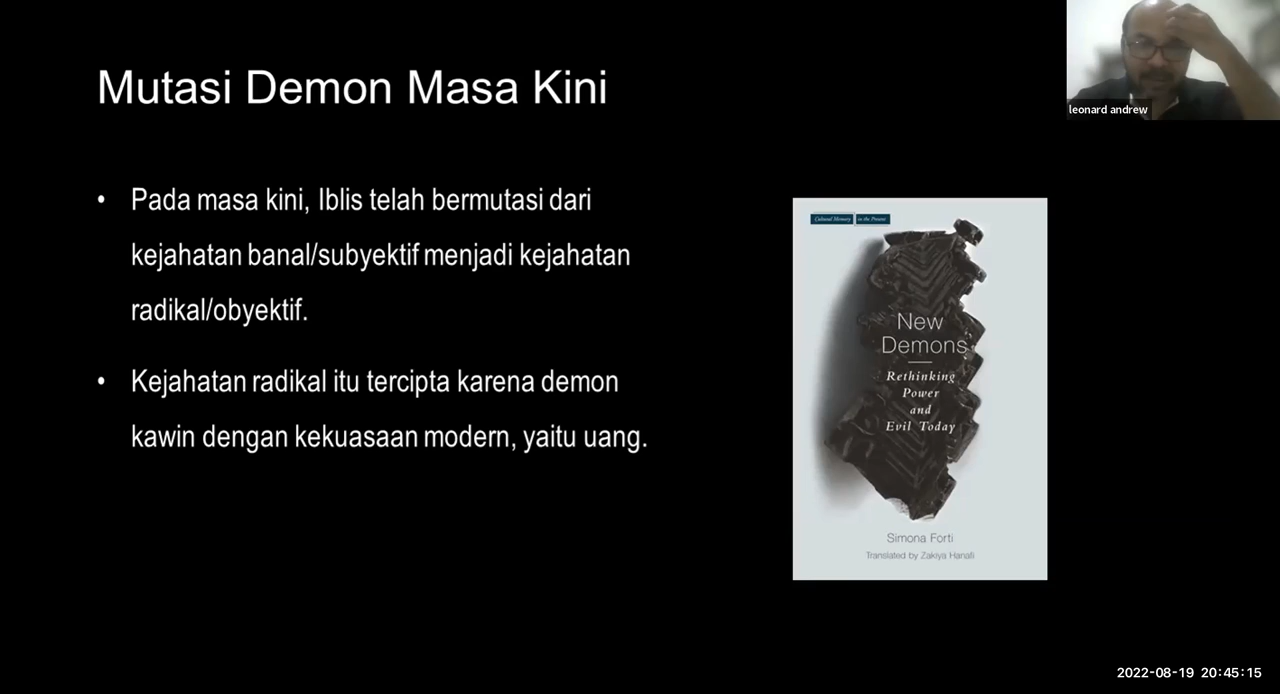 Mutasi Demon Masa Kini
leonard andrew
• Pada masa kini, Iblis telah bermutasi dari
kejahatan banal/subyektif menjadi kejahatan
radikal/obyektif.
• Kejahatan radikal itu tercipta karena demon
kawin dengan kekuasaan modern, yaitu uang.
Cultural Memory in the Present
New
Demons
Rethinking
Power
and
Evil Today
Simona Forti
Translated by Zakiya Hanafi
2022-08-19 20:45:15